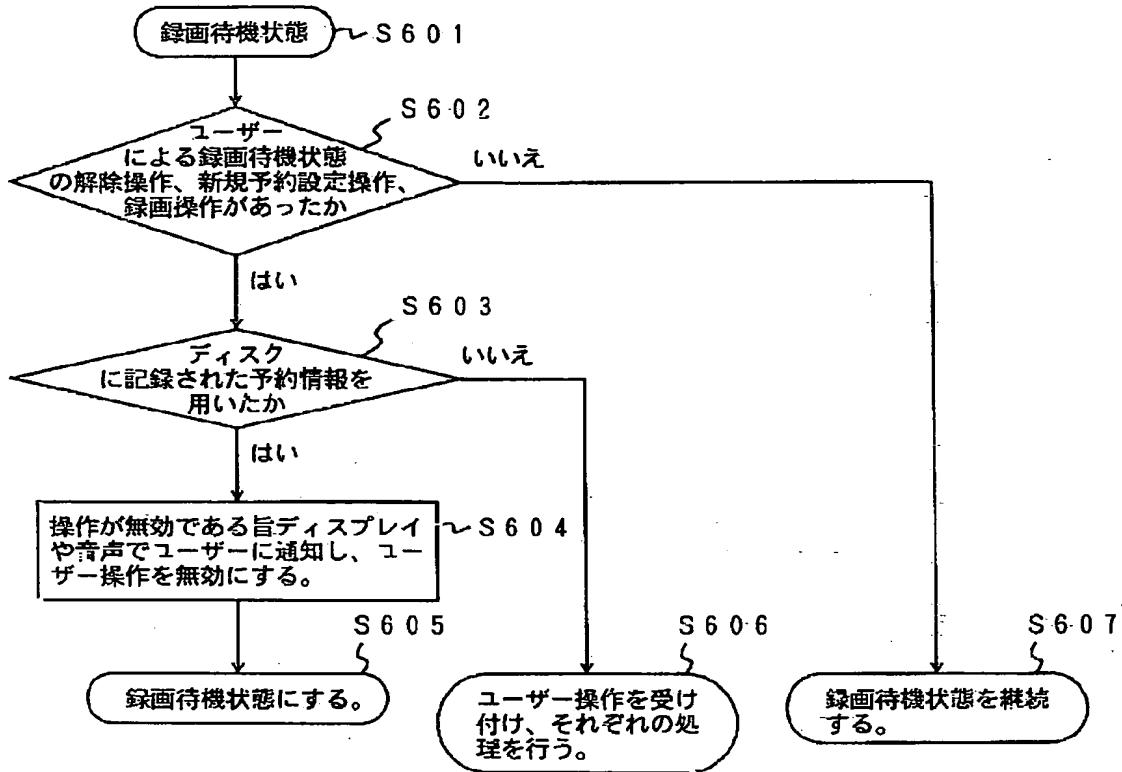 録画待機状態
S601
S602
ユーザー
による録画待機状態
の解除操作、新規予約設定操作、
録画操作があったか
いいえ
はい
S603
ディスク
に記録された予約情報を
用いたか
いいえ
はい
操作が無効である旨ディスプレイ
や音声でユーザーに通知し、ユー
ザー操作を無効にする。
S604
S605
録画待機状態にする。
S606
ユーザー操作を受け
付け、それぞれの処
理を行う。
S607
録画待機状態を継続
する。